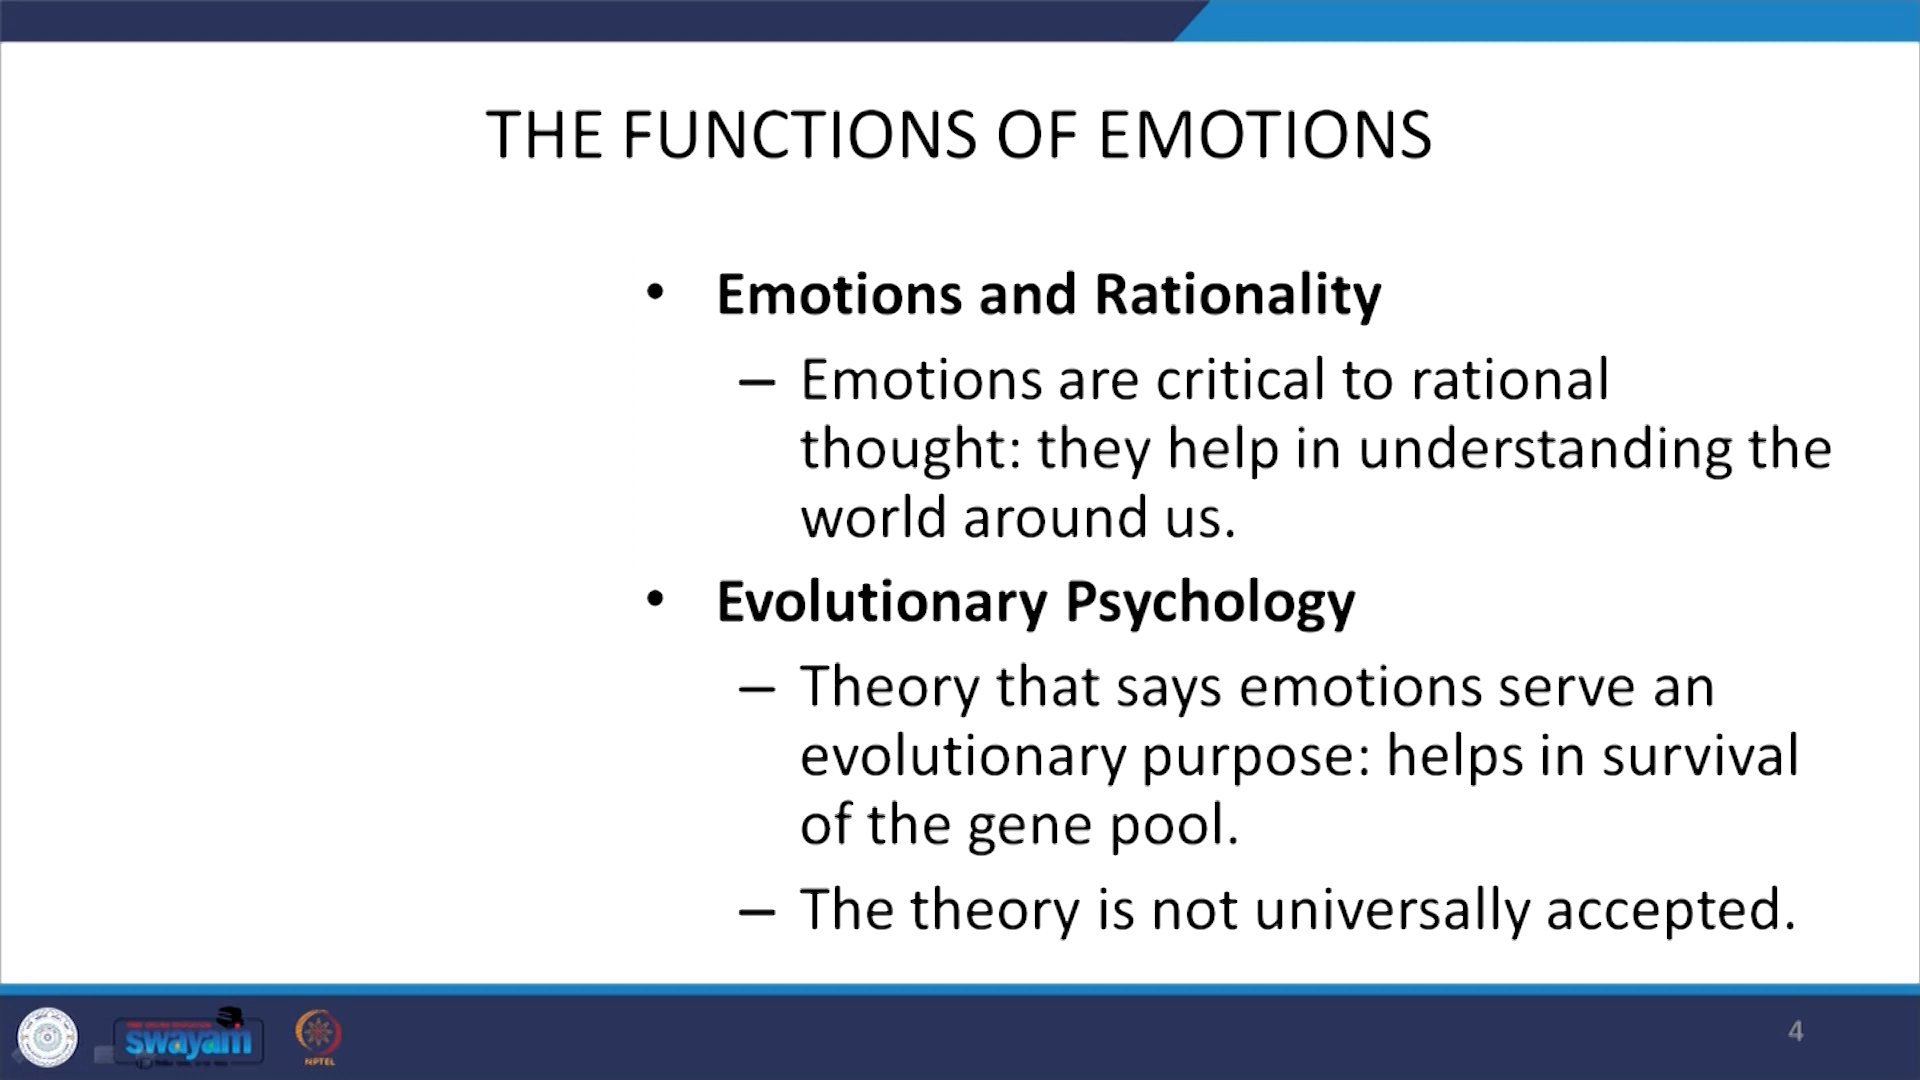 THE FUNCTIONS OF EMOTIONS
• Emotions and Rationality
– Emotions are critical to rational
thought: they help in understanding the
world around us.
• Evolutionary Psychology
– Theory that says emotions serve an
evolutionary purpose: helps in survival
of the gene pool.
– The theory is not universally accepted.
swayam
NPTEL
4